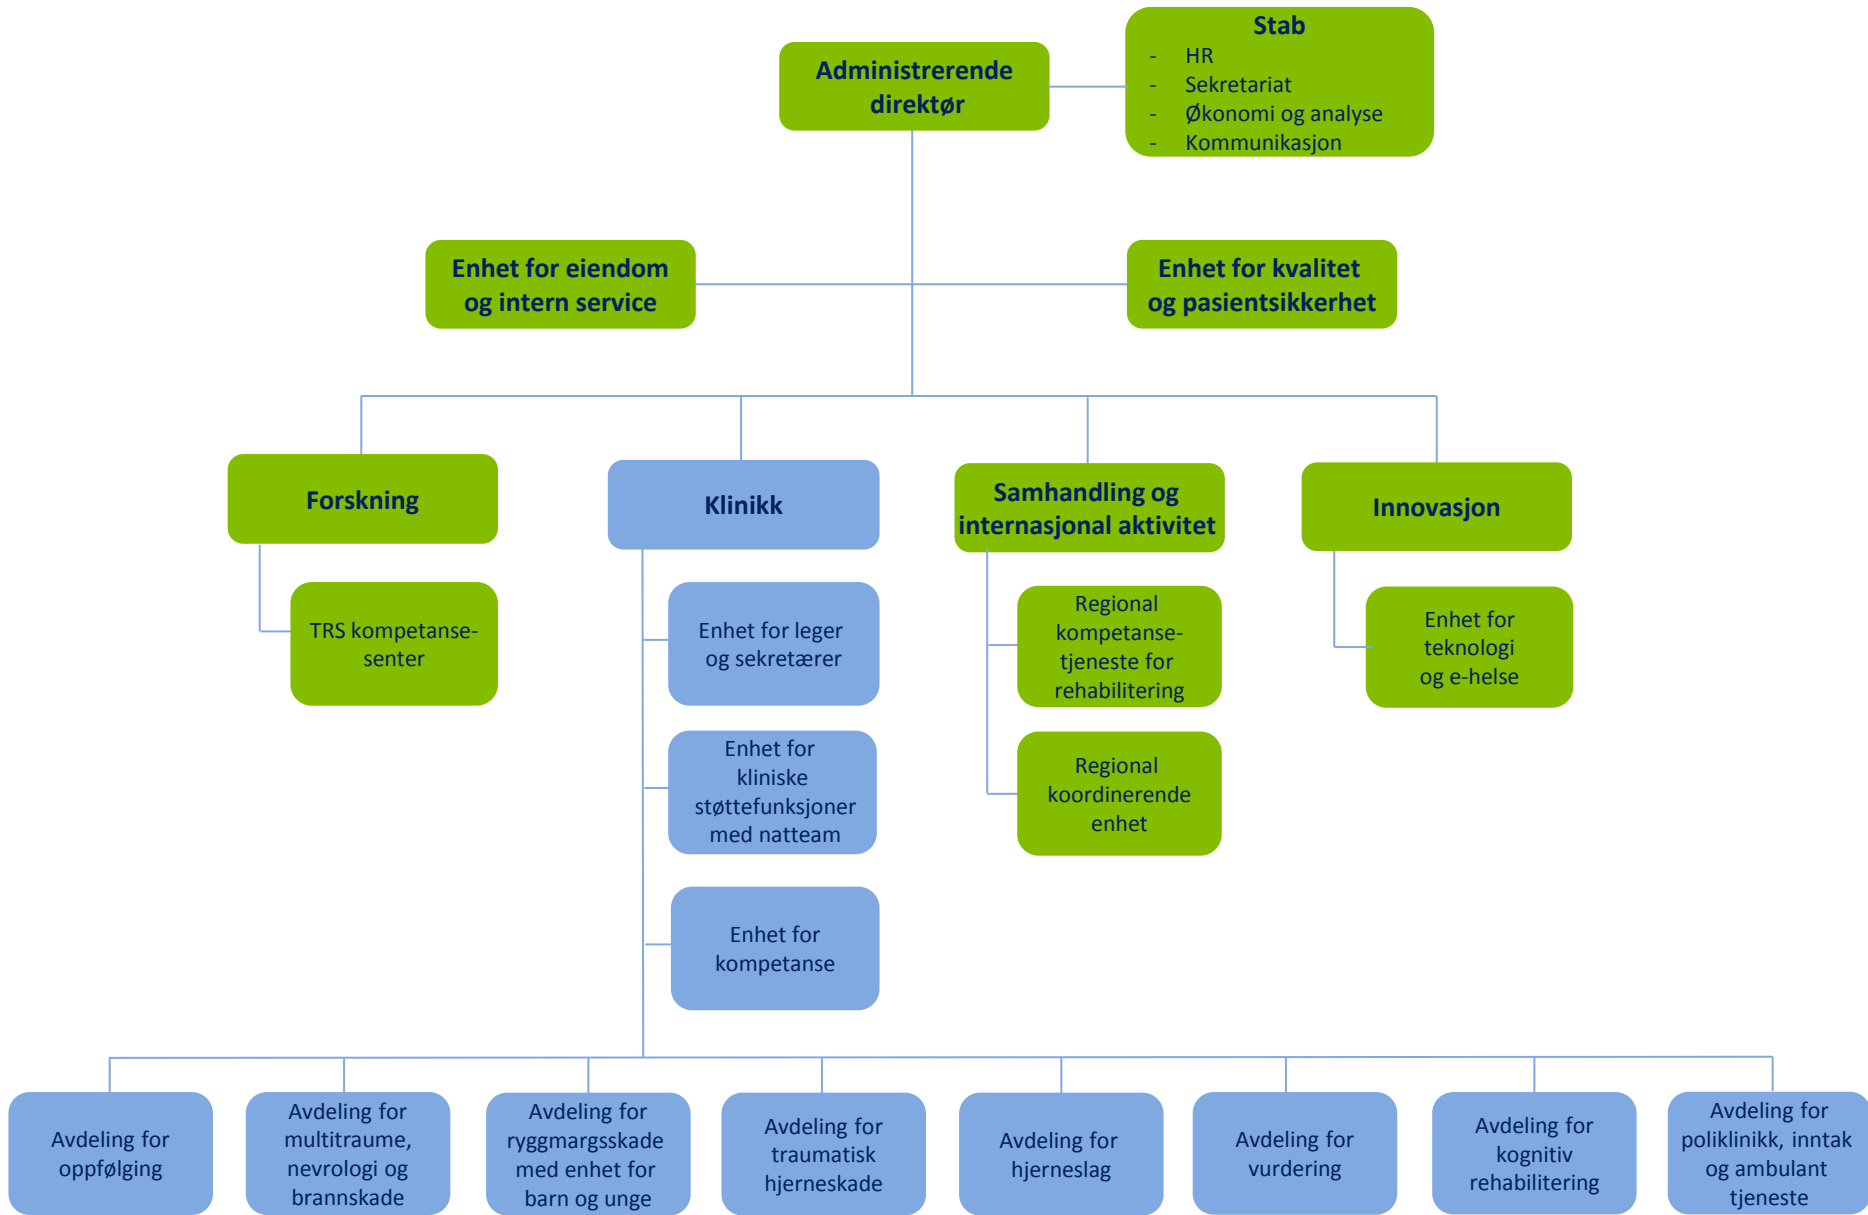 Stab
- HR
- Sekretariat
- Økonomi og analyse
- Kommunikasjon
Administrerende
direktør
Enhet for eiendom
og intern service
Enhet for kvalitet
og pasientsikkerhet
Forskning
Klinikk
Samhandling og
internasjonal aktivitet
Innovasjon
TRS kompetanse-
senter
Enhet for leger
og sekretærer
Regional
kompetanse-
tjeneste for
rehabilitering
Enhet for
teknologi
og e-helse
Enhet for
kliniske
støttefunksjoner
med natteam
Regional
koordinerende
enhet
Enhet for
kompetanse
Avdeling for
oppfølging
Avdeling for
multitraume,
nevrologi og
brannskade
Avdeling for
ryggmargsskade
med enhet for
barn og unge
Avdeling for
traumatisk
hjerneskade
Avdeling for
hjerneslag
Avdeling for
vurdering
Avdeling for
kognitiv
rehabilitering
Avdeling for
poliklinikk, inntak
og ambulant
tjeneste